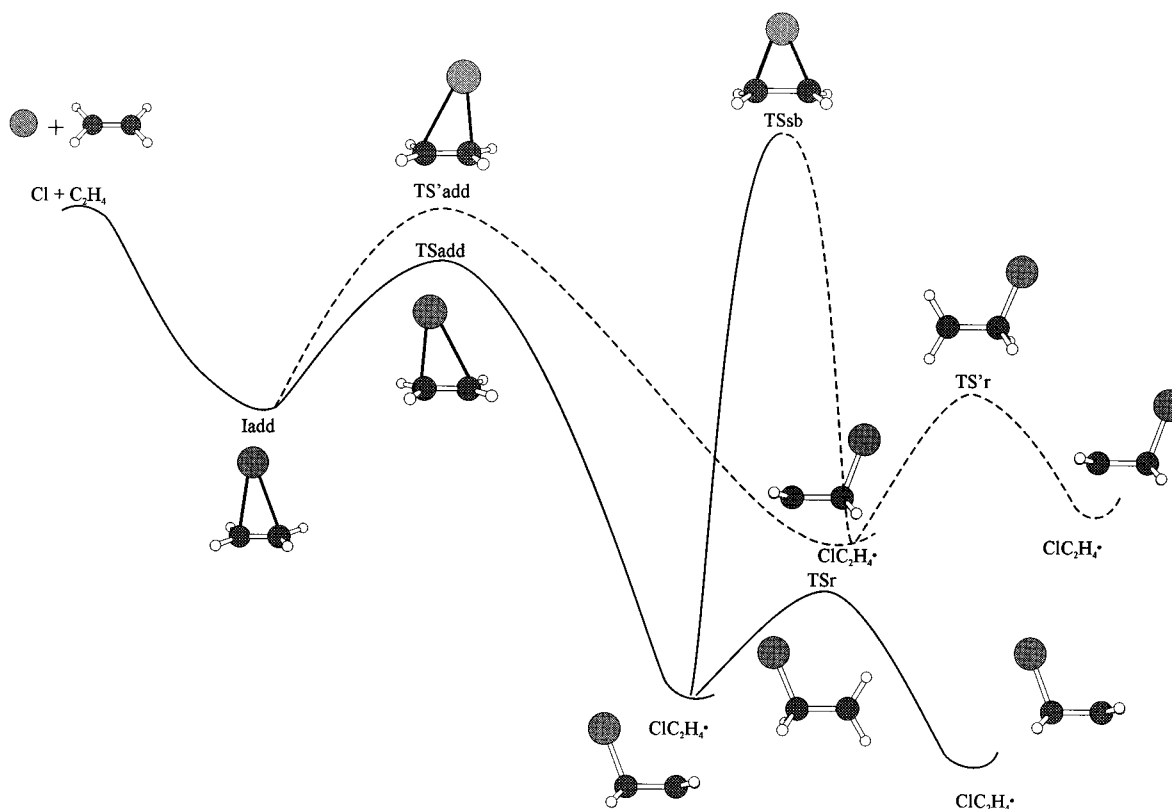 TSsb
+
Cl + C₂H₄
TS'add
TSadd
TS'r
Iadd
ClC₂H₄•
ClC₂H₄•
TSr
ClC₂H₄•
ClC₂H₄•